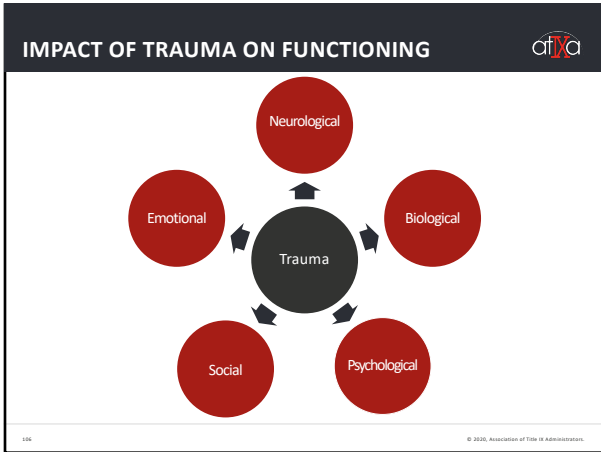 IMPACT OF TRAUMA ON FUNCTIONING
atIXa
Neurological
Emotional
Biological
Trauma
Social
Psychological
106
© 2020, Association of Title IX Administrators.